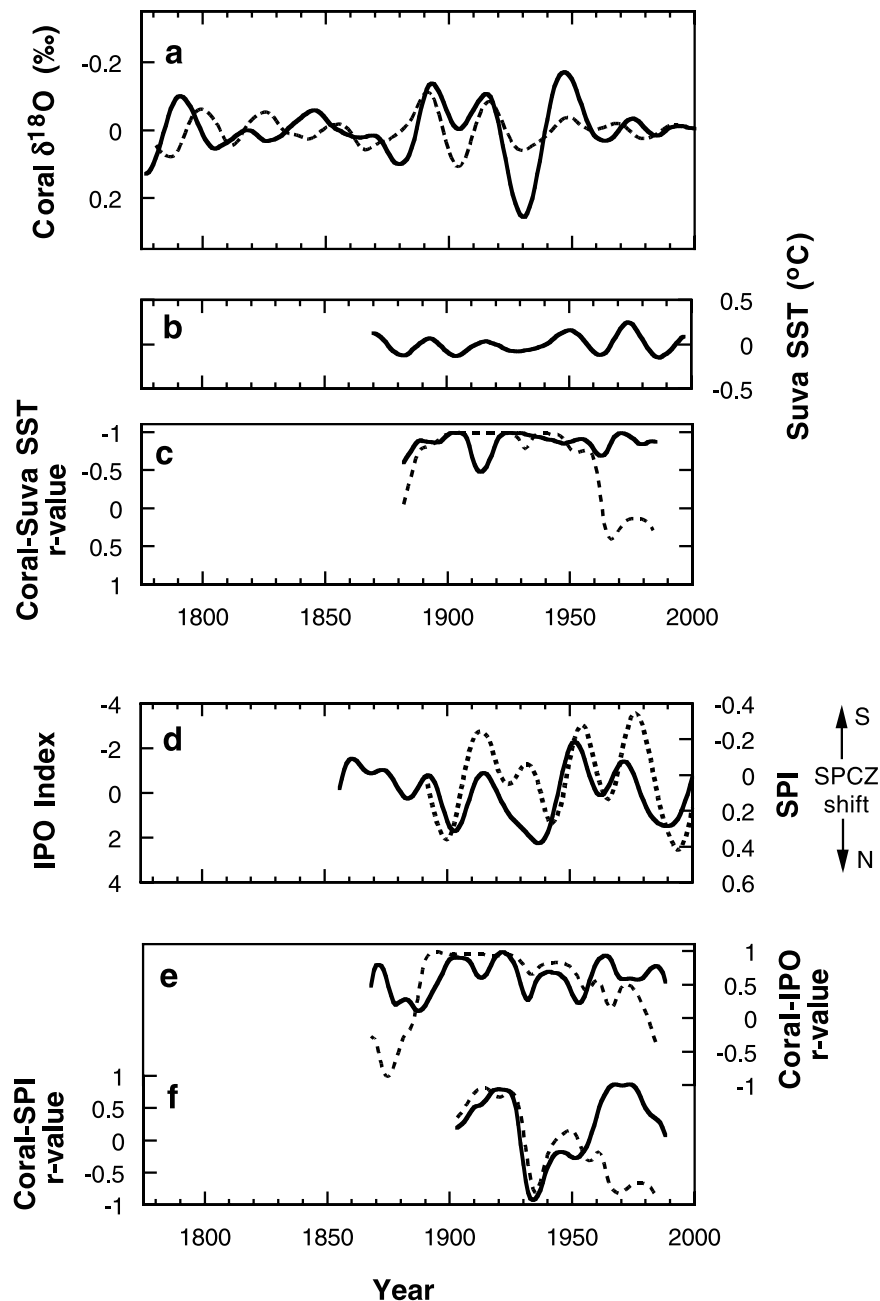 a
Coral δ18O (‰)
-0.2
0
0.2
b
Suva SST (ºC)
0.5
0
-0.5
c
Coral-Suva SST
r-value
-1
-0.5
0
0.5
1
1800 1850 1900 1950 2000
d
IPO Index
-4
-2
0
2
4
SPI
-0.4
-0.2
0
0.2
0.4
0.6
S
SPCZ
shift
N
e
Coral-IPO
r-value
1
0.5
0
-0.5
-1
f
Coral-SPI
r-value
1
0.5
0
-0.5
-1
1800 1850 1900 1950 2000
Year